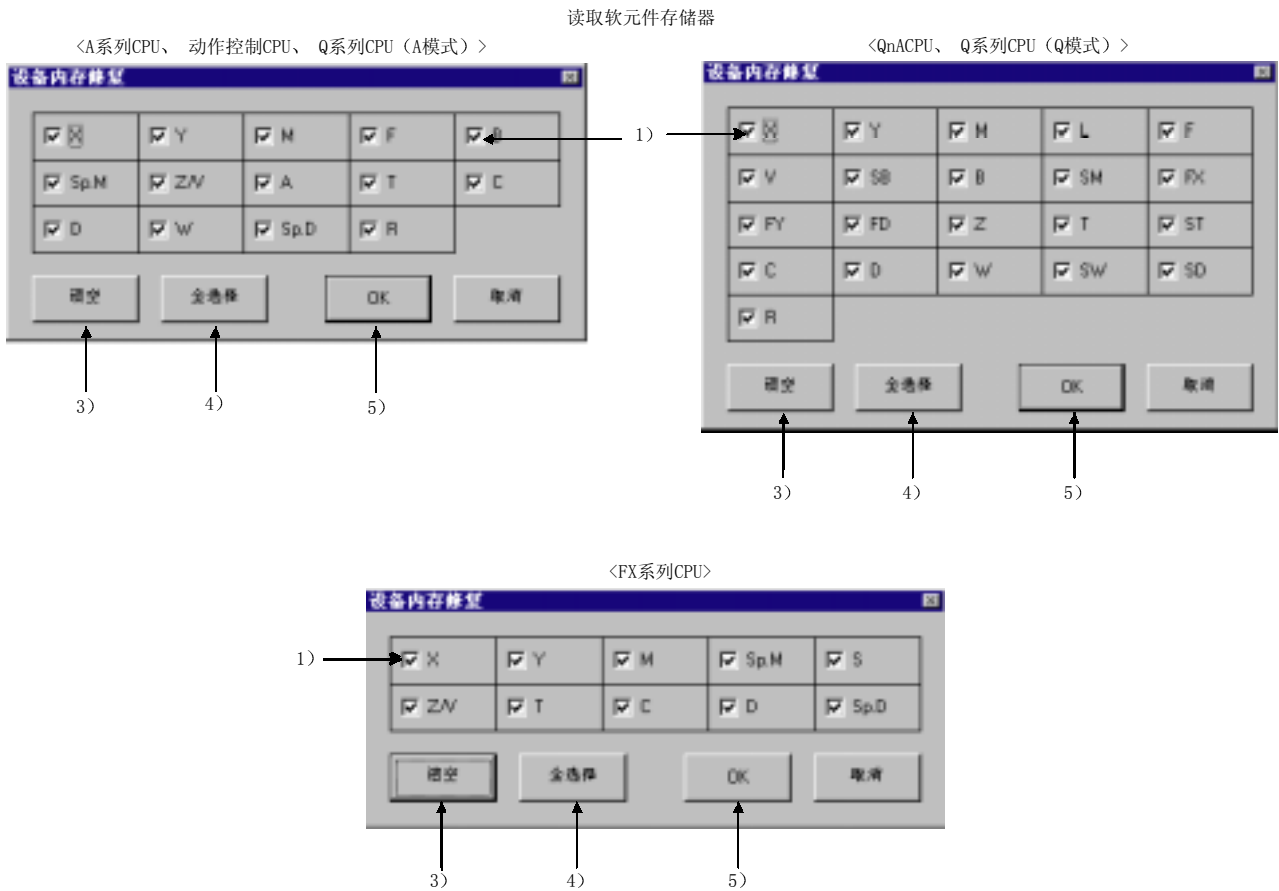 读取软元件存储器
<A系列CPU、 动作控制CPU、 Q系列CPU（A模式）>
设备内存修复
X Y M F B
Sp.M Z/V A T C
D W Sp.D R
清空 全选择 OK 取消
3） 4） 5）
1）
<QnACPU、 Q系列CPU（Q模式）>
设备内存修复
X Y M L F
V SB B SM FX
FY FD Z T ST
C D W SW SD
R
清空 全选择 OK 取消
3） 4） 5）
<FX系列CPU>
设备内存修复
1）
X Y M Sp.M S
Z/V T C D Sp.D
清空 全选择 OK 取消
3） 4） 5）